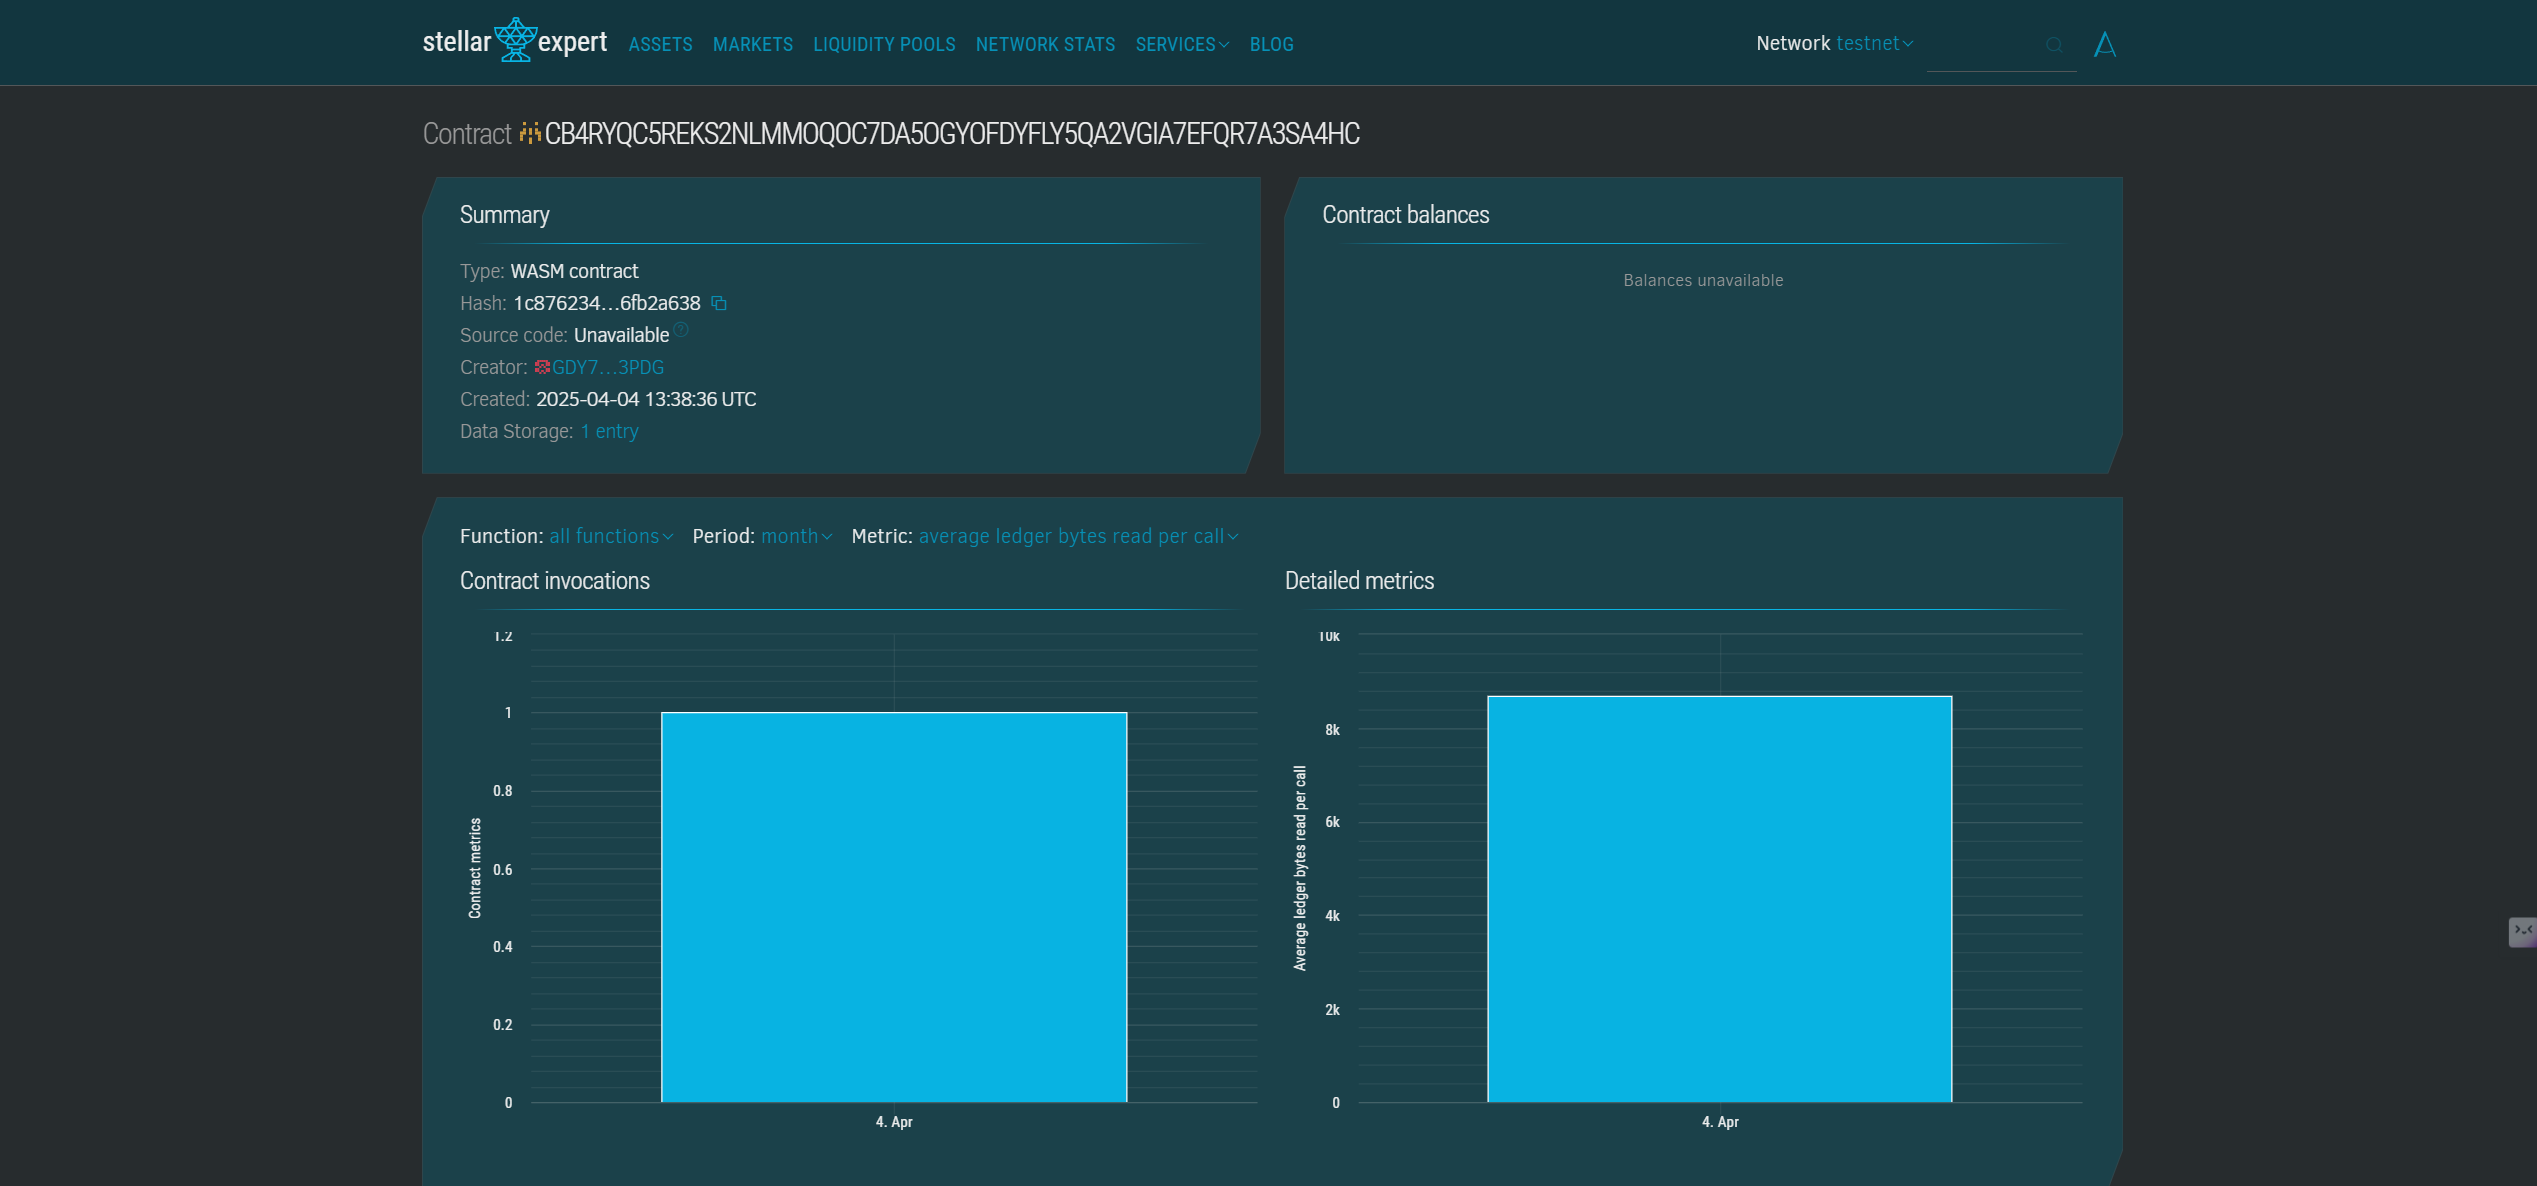 stellar expert ASSETS MARKETS LIQUIDITY POOLS NETWORK STATS SERVICES BLOG Network testnet
Contract CB4RYQC5REKS2NLMMOQOC7DA5OGYOFDYFLY5QA2VGIA7EFQR7A3SA4HC
Summary
Type: WASM contract
Hash: 1c876234…6fb2a638
Source code: Unavailable
Creator: GDY7…3PDG
Created: 2025-04-04 13:38:36 UTC
Data Storage: 1 entry
Contract balances
Balances unavailable
Function: all functions Period: month Metric: average ledger bytes read per call
Contract invocations
Contract metrics
1.2
1
0.8
0.6
0.4
0.2
0
4. Apr
Detailed metrics
Average ledger bytes read per call
10k
8k
6k
4k
2k
0
4. Apr